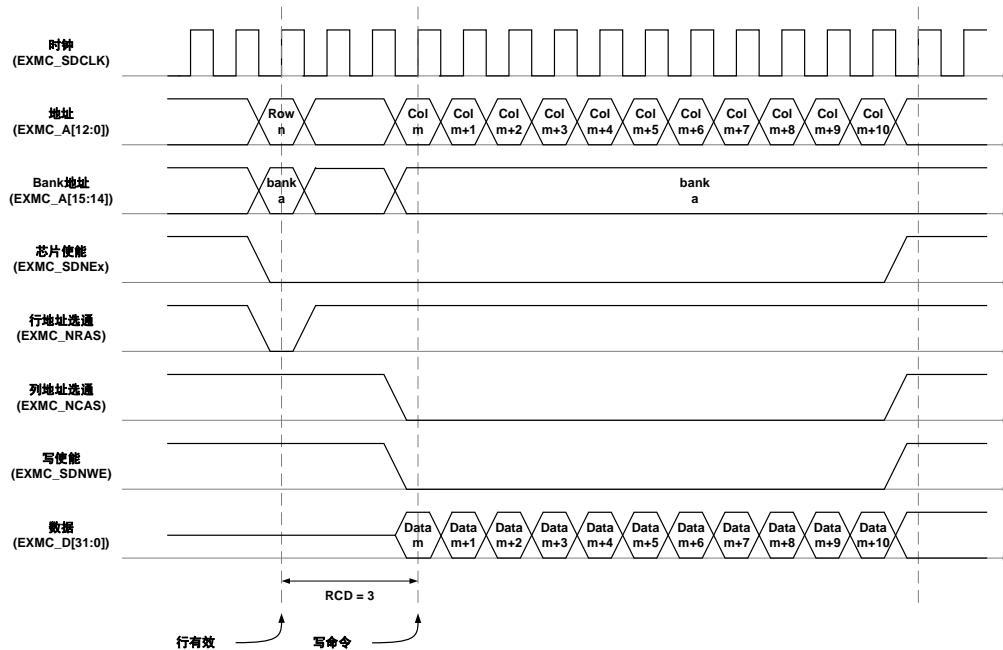 时钟
(EXMC_SDCLK)
地址
(EXMC_A[12:0])
Row
n
Col
m
Col
m+1
Col
m+2
Col
m+3
Col
m+4
Col
m+5
Col
m+6
Col
m+7
Col
m+8
Col
m+9
Col
m+10
Bank地址
(EXMC_A[15:14])
bank
a
bank
a
芯片使能
(EXMC_SDNEx)
行地址选通
(EXMC_NRAS)
列地址选通
(EXMC_NCAS)
写使能
(EXMC_SDNWE)
数据
(EXMC_D[31:0])
Data
m
Data
m+1
Data
m+2
Data
m+3
Data
m+4
Data
m+5
Data
m+6
Data
m+7
Data
m+8
Data
m+9
Data
m+10
RCD = 3
行有效
写命令